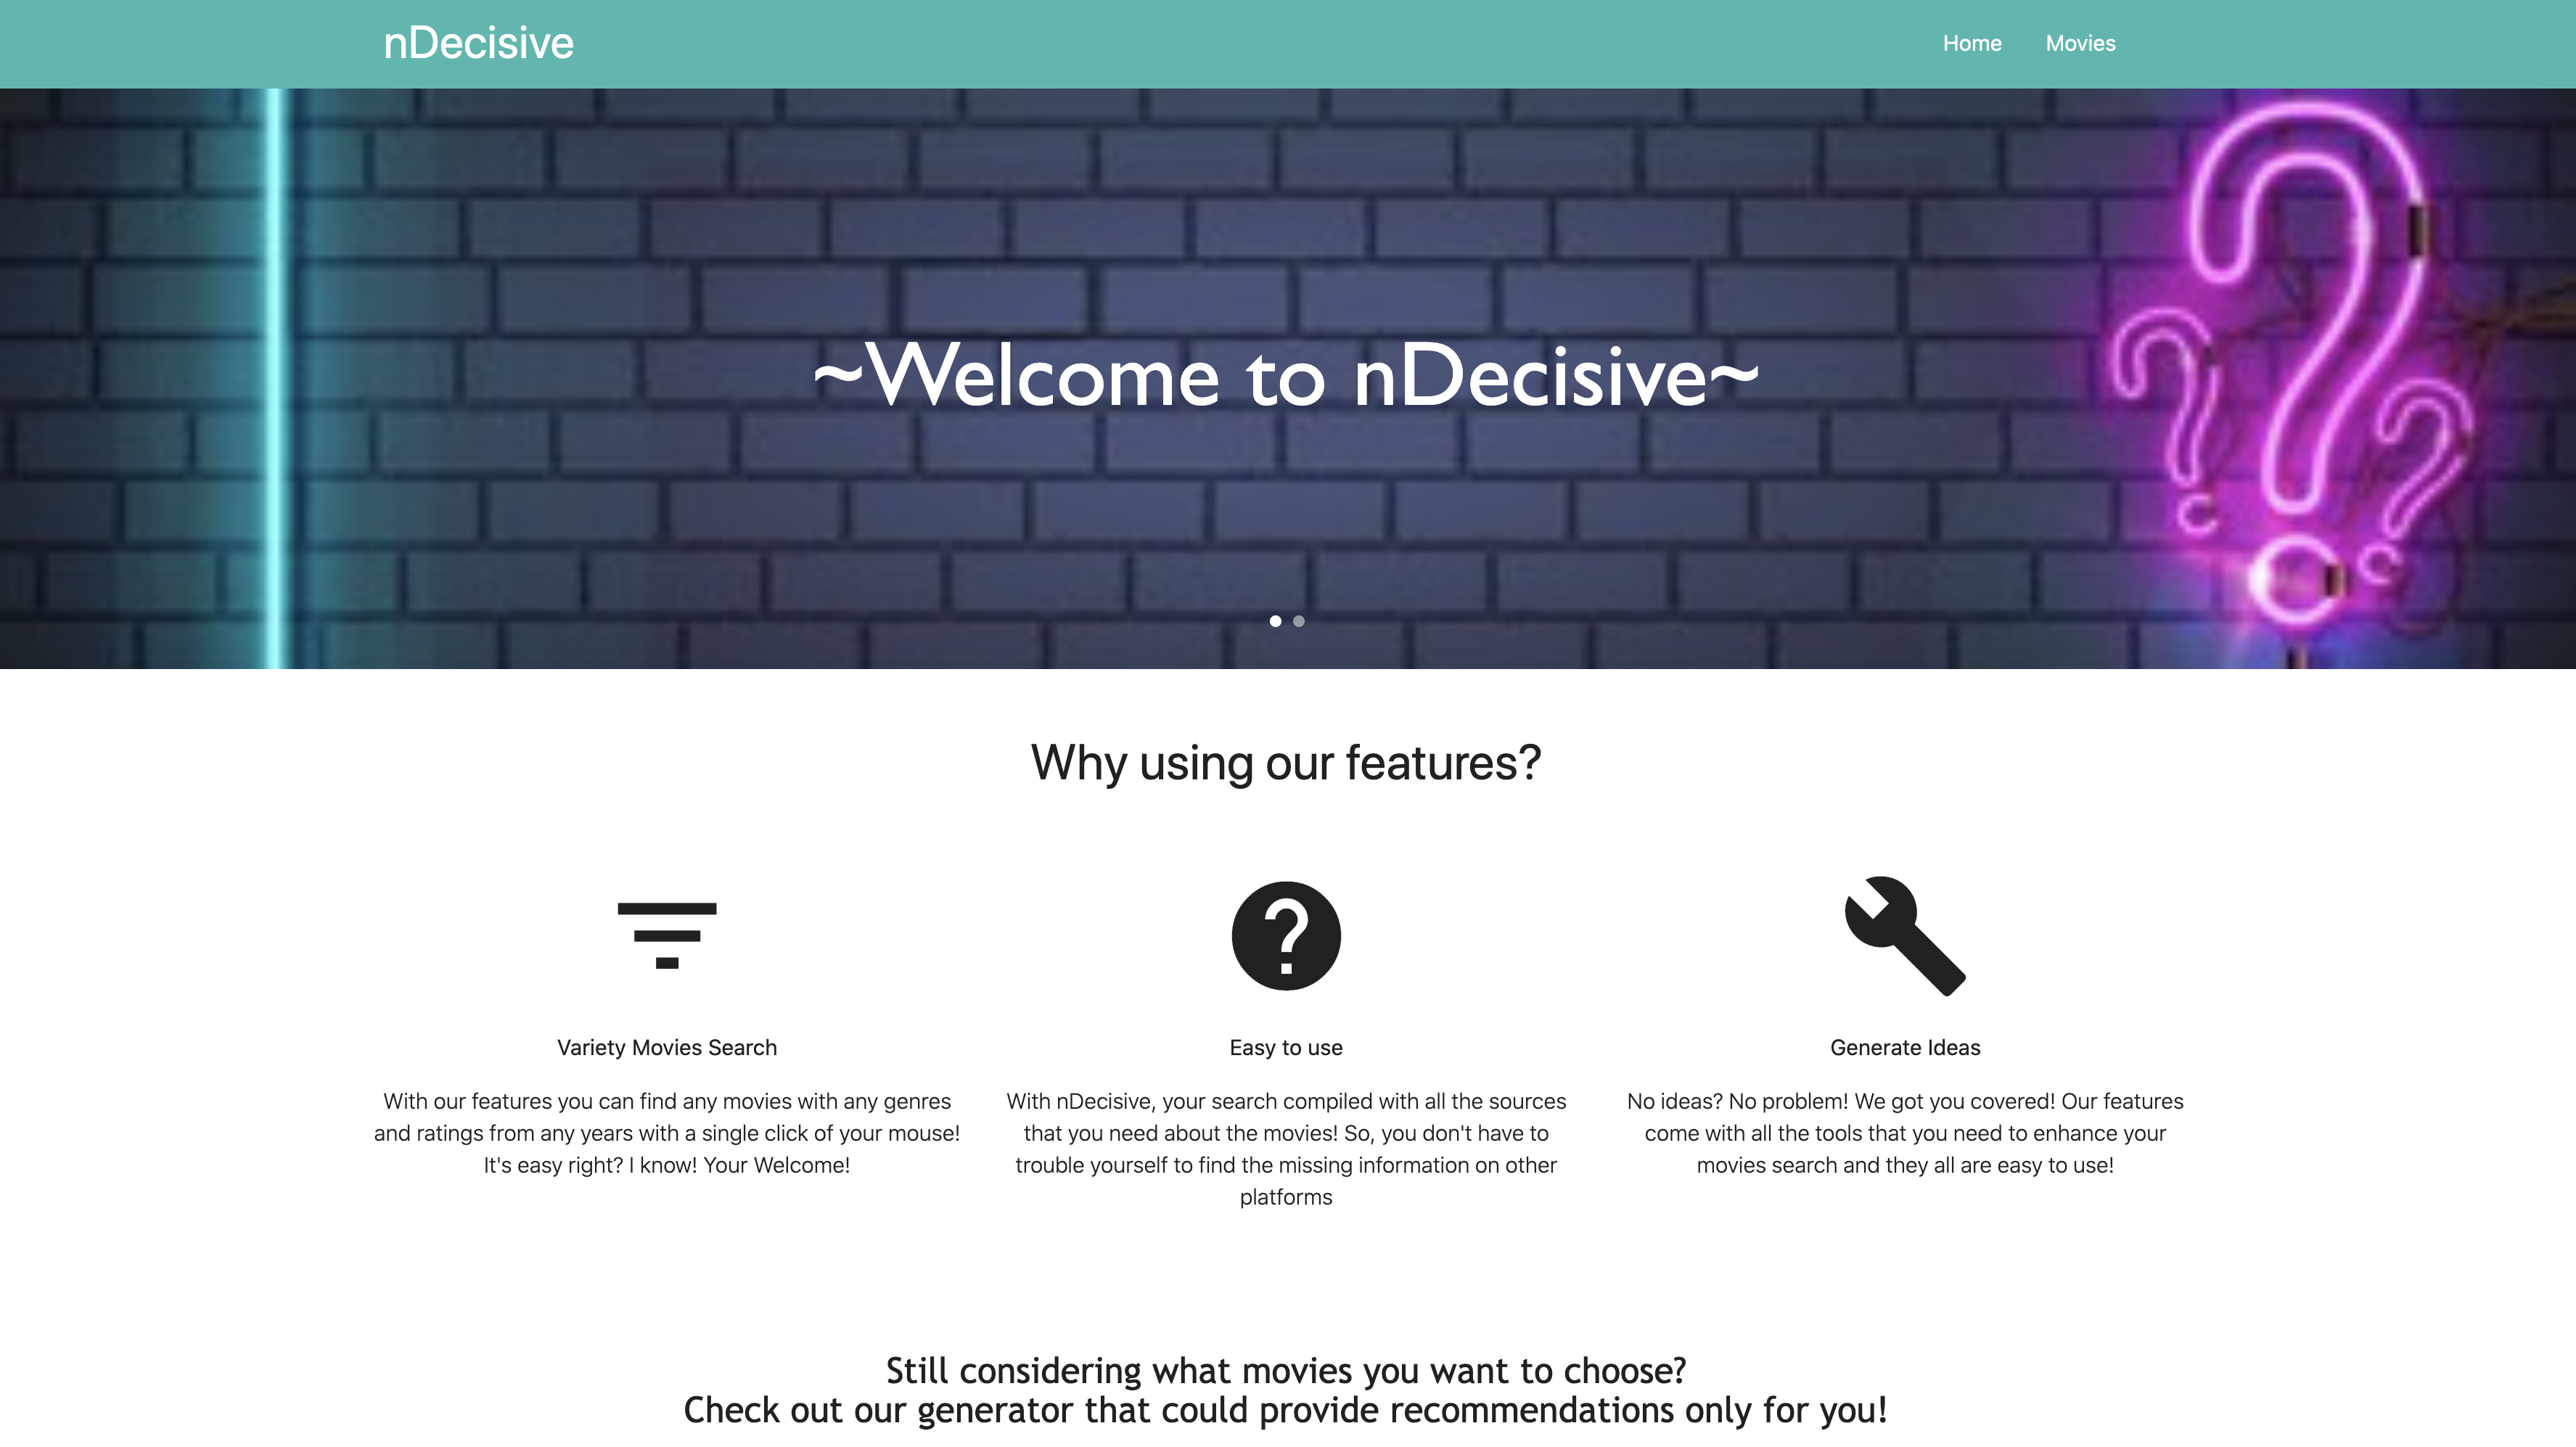 nDecisive
Home Movies
~Welcome to nDecisive~
Why using our features?
Variety Movies Search
With our features you can find any movies with any genres
and ratings from any years with a single click of your mouse!
It's easy right? I know! Your Welcome!
Easy to use
With nDecisive, your search compiled with all the sources
that you need about the movies! So, you don't have to
trouble yourself to find the missing information on other
platforms
Generate Ideas
No ideas? No problem! We got you covered! Our features
come with all the tools that you need to enhance your
movies search and they all are easy to use!
Still considering what movies you want to choose?
Check out our generator that could provide recommendations only for you!